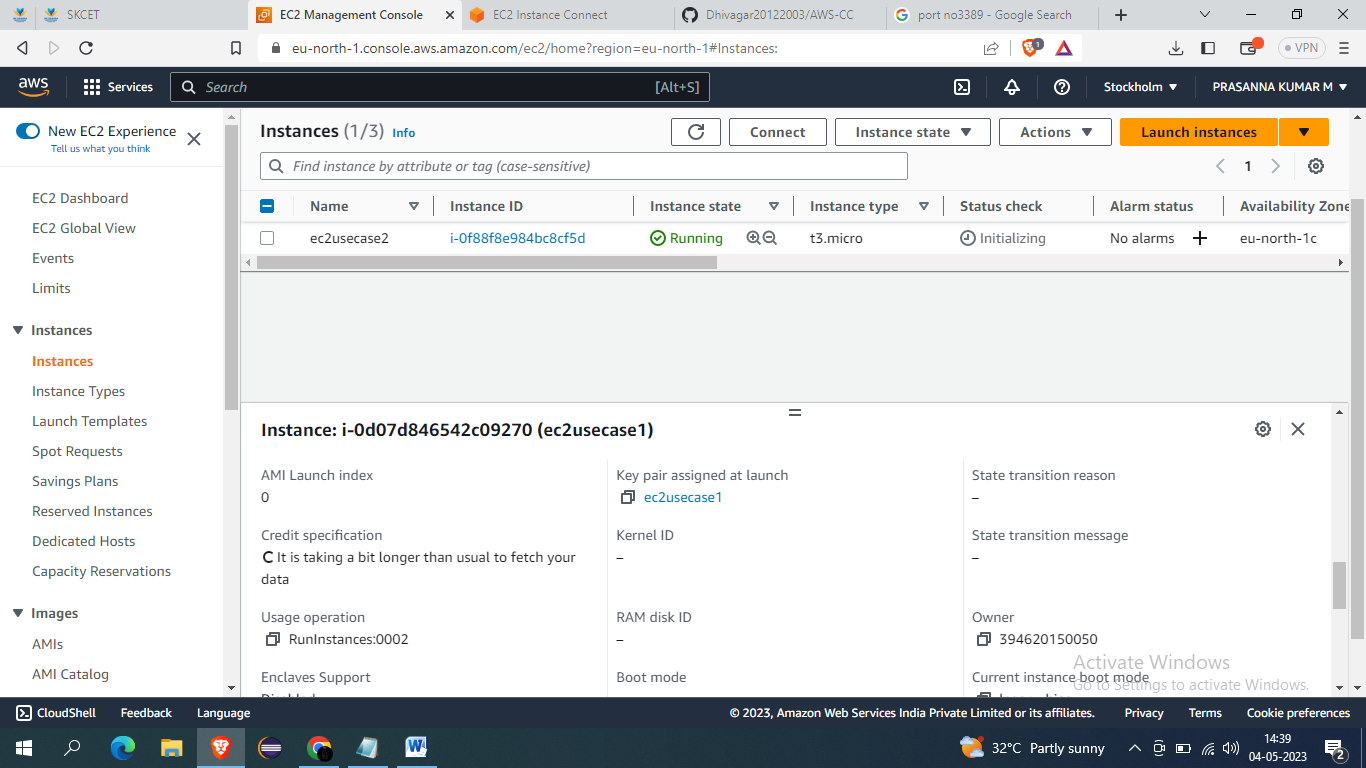 SKCET
EC2 Management Console
EC2 Instance Connect
Dhivagar20122003/AWS-CC
port no3389 - Google Search
eu-north-1.console.aws.amazon.com/ec2/home?region=eu-north-1#Instances:
1
VPN
aws
Services
Search
[Alt+S]
Stockholm
PRASANNA KUMAR M
New EC2 Experience
Tell us what you think
EC2 Dashboard
EC2 Global View
Events
Limits
Instances
Instances
Instance Types
Launch Templates
Spot Requests
Savings Plans
Reserved Instances
Dedicated Hosts
Capacity Reservations
Images
AMIs
AMI Catalog
Instances (1/3) Info
Connect
Instance state
Actions
Launch instances
Find instance by attribute or tag (case-sensitive)
1
Name
Instance ID
Instance state
Instance type
Status check
Alarm status
Availability Zone
ec2usecase2
i-0f88f8e984bc8cf5d
Running
t3.micro
Initializing
No alarms
eu-north-1c
Instance: i-0d07d846542c09270 (ec2usecase1)
AMI Launch index
0
Key pair assigned at launch
ec2usecase1
State transition reason
–
Credit specification
It is taking a bit longer than usual to fetch your
data
Kernel ID
–
State transition message
–
Usage operation
RunInstances:0002
RAM disk ID
–
Owner
394620150050
Enclaves Support
Boot mode
Current instance boot mode
Activate Windows
Go to Settings to activate Windows.
CloudShell
Feedback
Language
© 2023, Amazon Web Services India Private Limited or its affiliates.
Privacy
Terms
Cookie preferences
32°C Partly sunny
14:39
04-05-2023
2